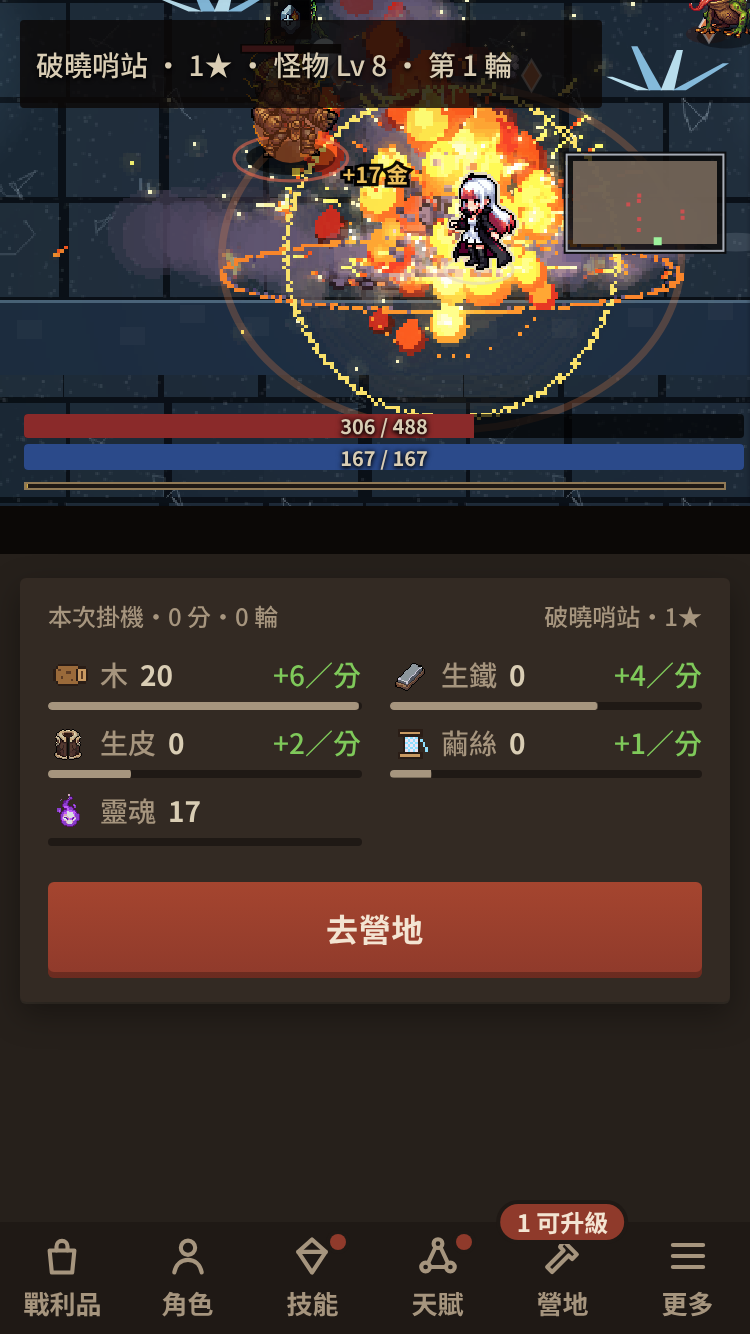 破曉哨站 · 1★ · 怪物 Lv 8 · 第 1 輪
+17金
306 / 488
167 / 167
本次掛機·0 分·0 輪
破曉哨站·1★
木 20 +6／分
生鐵 0 +4／分
生皮 0 +2／分
繭絲 0 +1／分
靈魂 17
去營地
1 可升級
戰利品
角色
技能
天賦
營地
更多